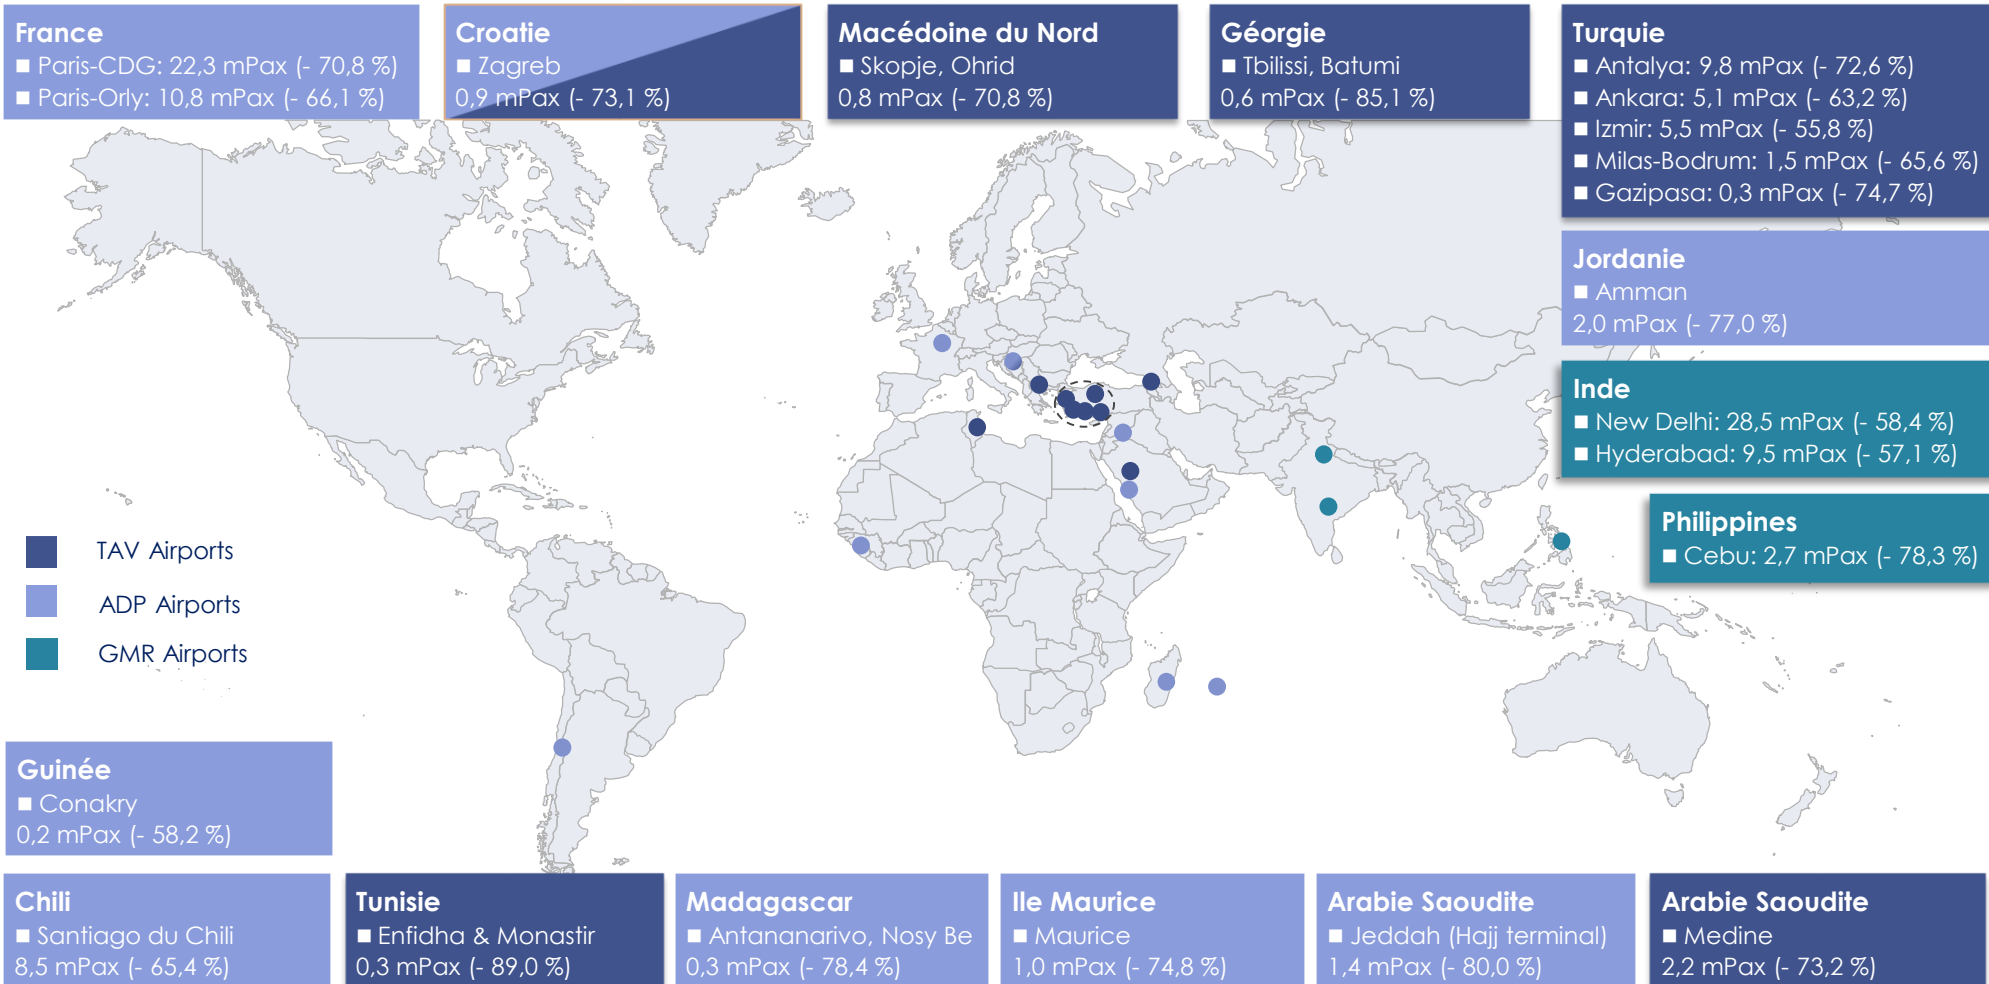 France
■ Paris-CDG: 22,3 mPax (- 70,8 %)
■ Paris-Orly: 10,8 mPax (- 66,1 %)
Croatie
■ Zagreb
0,9 mPax (- 73,1 %)
Macédoine du Nord
■ Skopje, Ohrid
0,8 mPax (- 70,8 %)
Géorgie
■ Tbilissi, Batumi
0,6 mPax (- 85,1 %)
Turquie
■ Antalya: 9,8 mPax (- 72,6 %)
■ Ankara: 5,1 mPax (- 63,2 %)
■ Izmir: 5,5 mPax (- 55,8 %)
■ Milas-Bodrum: 1,5 mPax (- 65,6 %)
■ Gazipasa: 0,3 mPax (- 74,7 %)
Jordanie
■ Amman
2,0 mPax (- 77,0 %)
Inde
■ New Delhi: 28,5 mPax (- 58,4 %)
■ Hyderabad: 9,5 mPax (- 57,1 %)
Philippines
■ Cebu: 2,7 mPax (- 78,3 %)
TAV Airports
ADP Airports
GMR Airports
Guinée
■ Conakry
0,2 mPax (- 58,2 %)
Chili
■ Santiago du Chili
8,5 mPax (- 65,4 %)
Tunisie
■ Enfidha & Monastir
0,3 mPax (- 89,0 %)
Madagascar
■ Antananarivo, Nosy Be
0,3 mPax (- 78,4 %)
Ile Maurice
■ Maurice
1,0 mPax (- 74,8 %)
Arabie Saoudite
■ Jeddah (Hajj terminal)
1,4 mPax (- 80,0 %)
Arabie Saoudite
■ Medine
2,2 mPax (- 73,2 %)